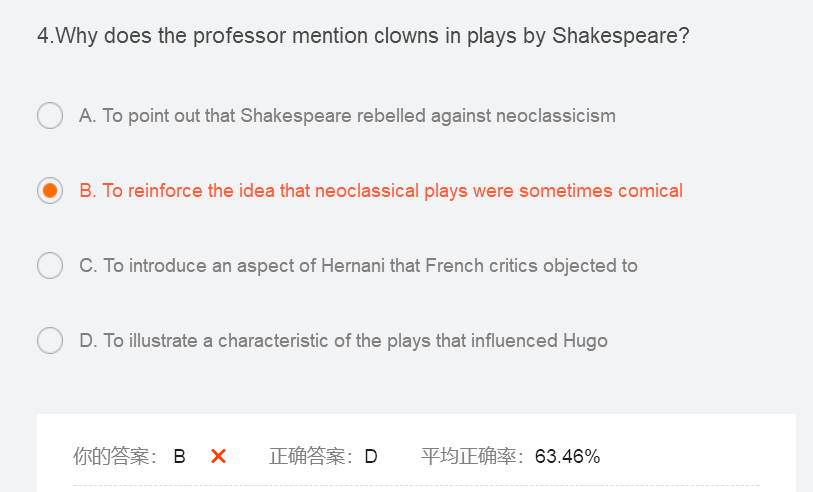 4.Why does the professor mention clowns in plays by Shakespeare?
A. To point out that Shakespeare rebelled against neoclassicism
B. To reinforce the idea that neoclassical plays were sometimes comical
C. To introduce an aspect of Hernani that French critics objected to
D. To illustrate a characteristic of the plays that influenced Hugo
你的答案： B × 正确答案： D 平均正确率： 63.46%